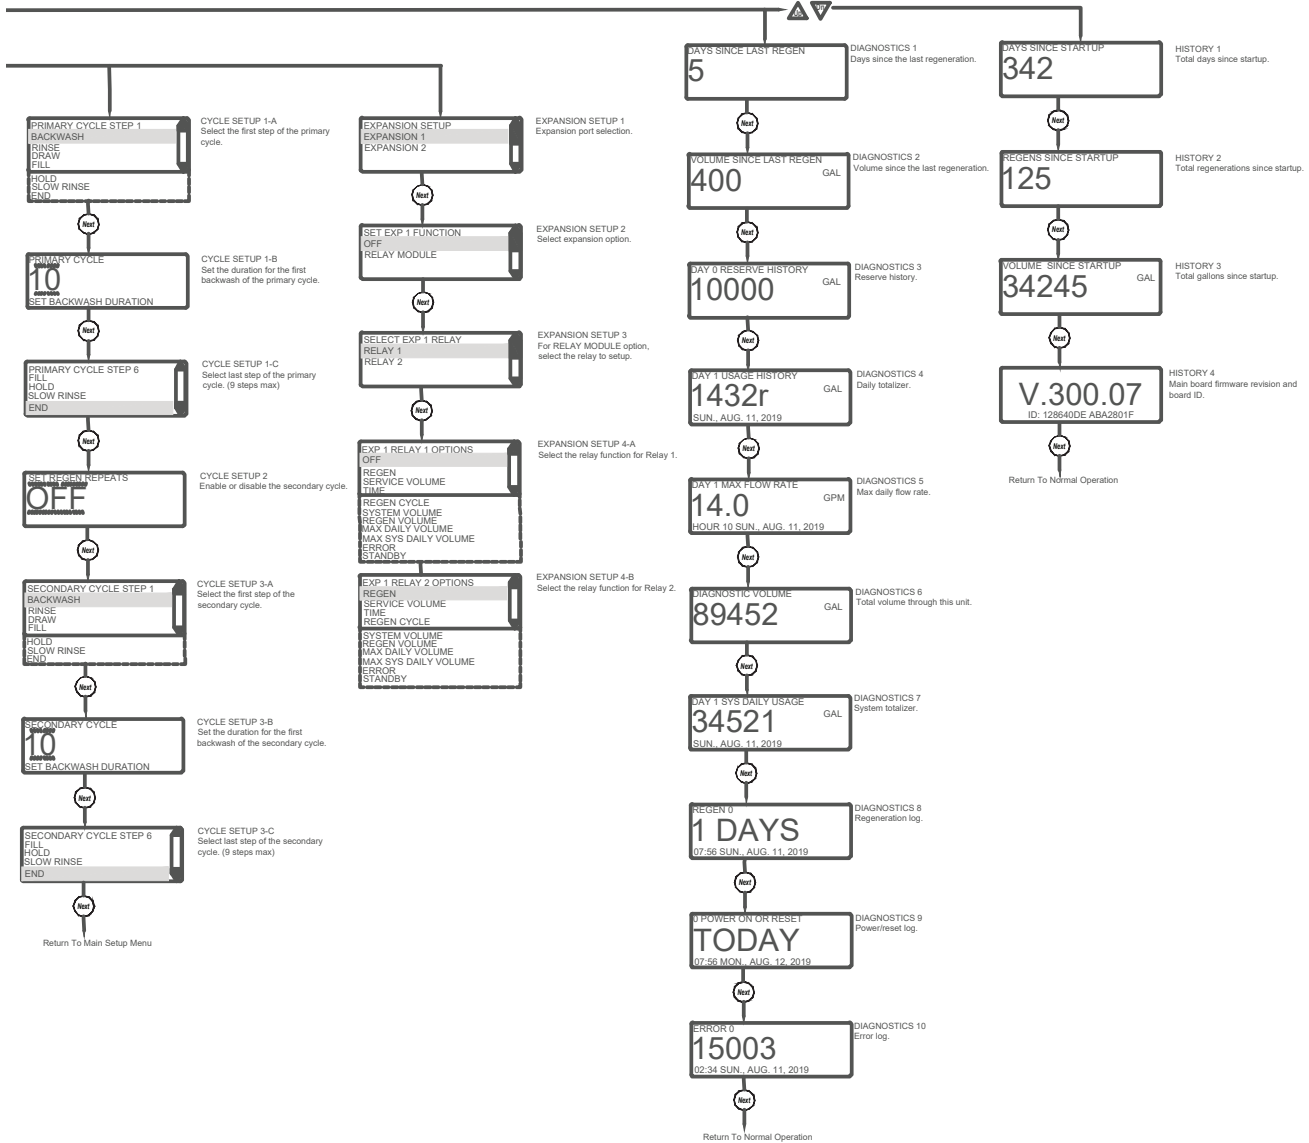 PRIMARY CYCLE STEP 1
BACKWASH
RINSE
DRAW
FILL
HOLD
SLOW RINSE
END
CYCLE SETUP 1-A
Select the first step of the primary
cycle.
Next
PRIMARY CYCLE
10
SET BACKWASH DURATION
CYCLE SETUP 1-B
Set the duration for the first
backwash of the primary cycle.
Next
PRIMARY CYCLE STEP 6
FILL
HOLD
SLOW RINSE
END
CYCLE SETUP 1-C
Select last step of the primary
cycle. (9 steps max)
Next
SET REGEN REPEATS
OFF
CYCLE SETUP 2
Enable or disable the secondary cycle.
Next
SECONDARY CYCLE STEP 1
BACKWASH
RINSE
DRAW
FILL
HOLD
SLOW RINSE
END
CYCLE SETUP 3-A
Select the first step of the
secondary cycle.
Next
SECONDARY CYCLE
10
SET BACKWASH DURATION
CYCLE SETUP 3-B
Set the duration for the first
backwash of the secondary cycle.
Next
SECONDARY CYCLE STEP 6
FILL
HOLD
SLOW RINSE
END
CYCLE SETUP 3-C
Select last step of the secondary
cycle. (9 steps max)
Next
Return To Main Setup Menu
EXPANSION SETUP
EXPANSION 1
EXPANSION 2
EXPANSION SETUP 1
Expansion port selection.
Next
SET EXP 1 FUNCTION
OFF
RELAY MODULE
EXPANSION SETUP 2
Select expansion option.
Next
SELECT EXP 1 RELAY
RELAY 1
RELAY 2
EXPANSION SETUP 3
For RELAY MODULE option,
select the relay to setup.
Next
EXP 1 RELAY 1 OPTIONS
OFF
REGEN
SERVICE VOLUME
TIME
REGEN CYCLE
SYSTEM VOLUME
REGEN VOLUME
MAX DAILY VOLUME
MAX SYS DAILY VOLUME
ERROR
STANDBY
EXPANSION SETUP 4-A
Select the relay function for Relay 1.
EXP 1 RELAY 2 OPTIONS
REGEN
SERVICE VOLUME
TIME
REGEN CYCLE
SYSTEM VOLUME
REGEN VOLUME
MAX DAILY VOLUME
MAX SYS DAILY VOLUME
ERROR
STANDBY
EXPANSION SETUP 4-B
Select the relay function for Relay 2.
DAYS SINCE LAST REGEN
5
DIAGNOSTICS 1
Days since the last regeneration.
Next
VOLUME SINCE LAST REGEN
400 GAL
DIAGNOSTICS 2
Volume since the last regeneration.
Next
DAY 0 RESERVE HISTORY
10000 GAL
DIAGNOSTICS 3
Reserve history.
Next
DAY 1 USAGE HISTORY
1432r GAL
SUN., AUG. 11, 2019
DIAGNOSTICS 4
Daily totalizer.
Next
DAY 1 MAX FLOW RATE
14.0 GPM
HOUR 10 SUN., AUG. 11, 2019
DIAGNOSTICS 5
Max daily flow rate.
Next
DIAGNOSTIC VOLUME
89452 GAL
DIAGNOSTICS 6
Total volume through this unit.
Next
DAY 1 SYS DAILY USAGE
34521 GAL
SUN., AUG. 11, 2019
DIAGNOSTICS 7
System totalizer.
Next
REGEN 0
1 DAYS
07:56 SUN., AUG. 11, 2019
DIAGNOSTICS 8
Regeneration log.
Next
0 POWER ON OR RESET
TODAY
07:56 MON., AUG. 12, 2019
DIAGNOSTICS 9
Power/reset log.
Next
ERROR 0
15003
02:34 SUN., AUG. 11, 2019
DIAGNOSTICS 10
Error log.
Next
Return To Normal Operation
DAYS SINCE STARTUP
342
HISTORY 1
Total days since startup.
Next
REGENS SINCE STARTUP
125
HISTORY 2
Total regenerations since startup.
Next
VOLUME SINCE STARTUP
34245 GAL
HISTORY 3
Total gallons since startup.
Next
V.300.07
ID: 128640DE ABA2801F
HISTORY 4
Main board firmware revision and
board ID.
Next
Return To Normal Operation